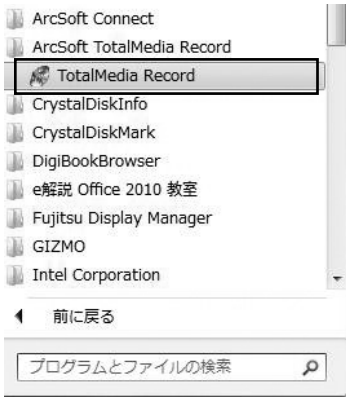 ArcSoft Connect
ArcSoft TotalMedia Record
TotalMedia Record
CrystalDiskInfo
CrystalDiskMark
DigiBookBrowser
e解説 Office 2010 教室
Fujitsu Display Manager
GIZMO
Intel Corporation
前に戻る
プログラムとファイルの検索